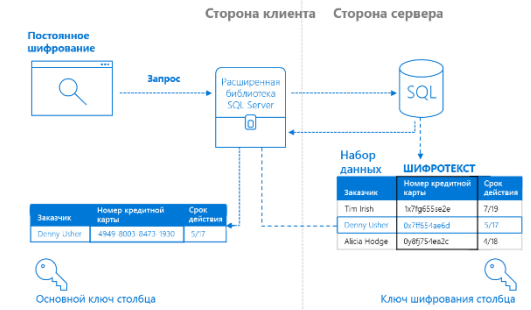 Сторона клиента
Сторона сервера
Постоянное
шифрование
Запрос
Расширенная
библиотека
SQL Server
SQL
Набор
данных
ШИФРОТЕКСТ
Заказчик
Номер кредитной
карты
Срок
действия
Tim Irish
1x7fg655se2e
7/19
Denny Usher
0x7ff654ae6d
5/17
Alicia Hodge
0y8fj754ea2c
4/18
Заказчик
Номер кредитной
карты
Срок
действия
Denny Usher
4949-8003-8473-1930
5/17
Основной ключ столбца
Ключ шифрования столбца